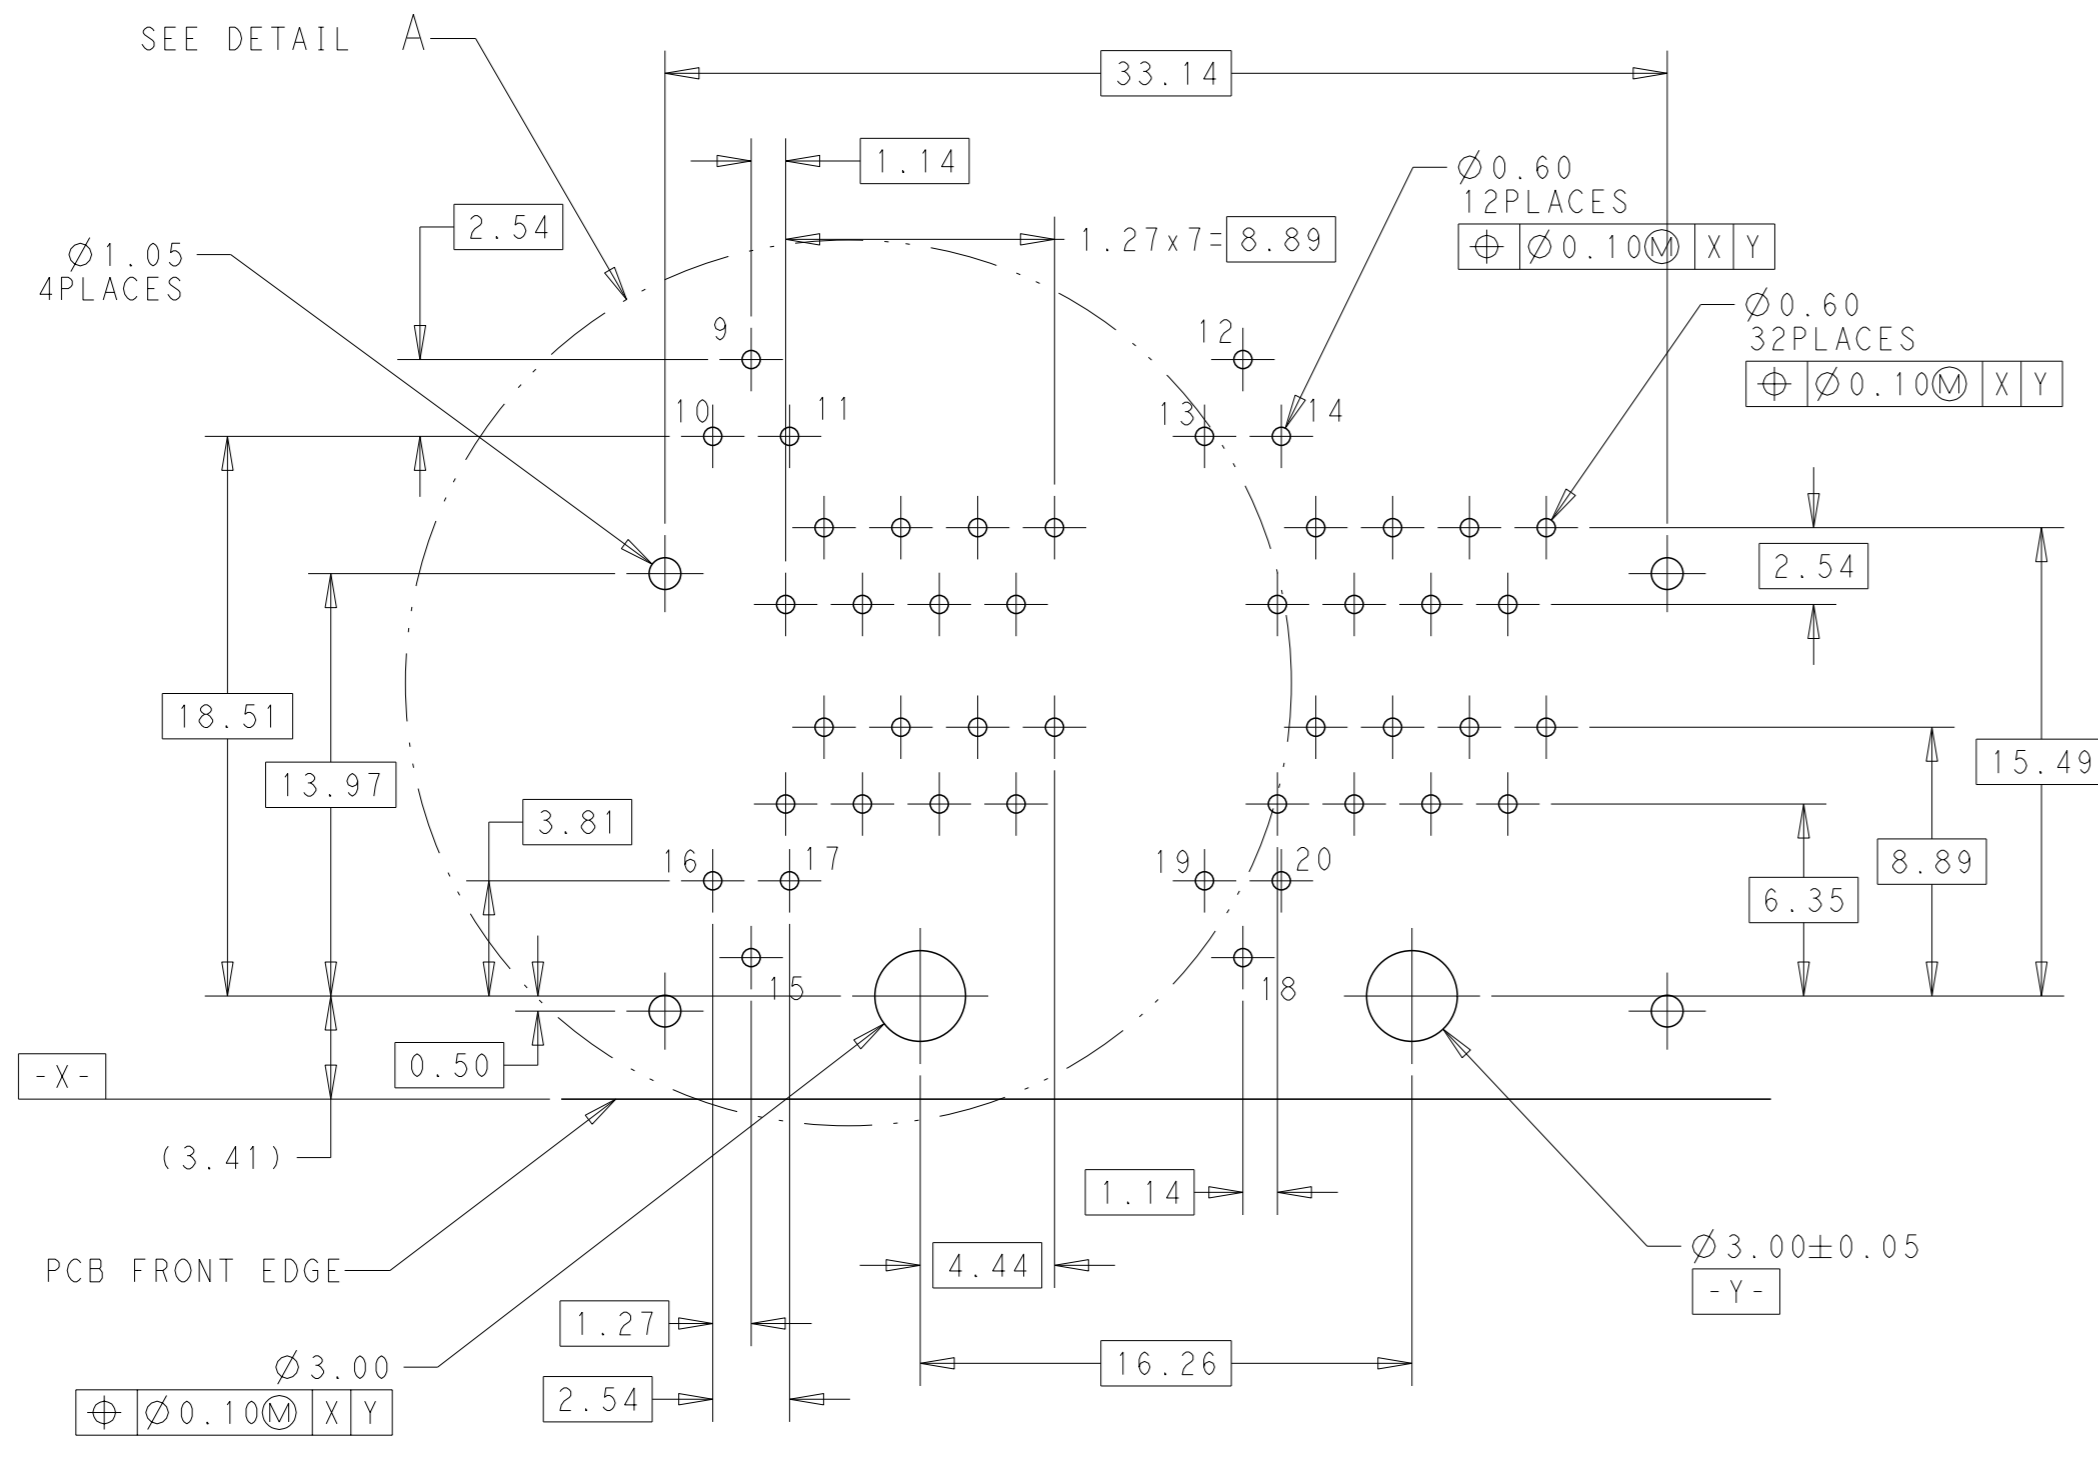 SEE DETAIL A
33.14
1.14
Ø0.60
12PLACES
⌖ Ø0.10Ⓜ X Y
2.54
1.27x7=8.89
Ø1.05
4PLACES
Ø0.60
32PLACES
⌖ Ø0.10Ⓜ X Y
9
12
10
11
13
14
2.54
18.51
13.97
15.49
3.81
8.89
6.35
16
17
19
20
15
18
0.50
-X-
(3.41)
1.14
PCB FRONT EDGE
4.44
Ø3.00±0.05
-Y-
1.27
16.26
Ø3.00
⌖ Ø0.10Ⓜ X Y
2.54